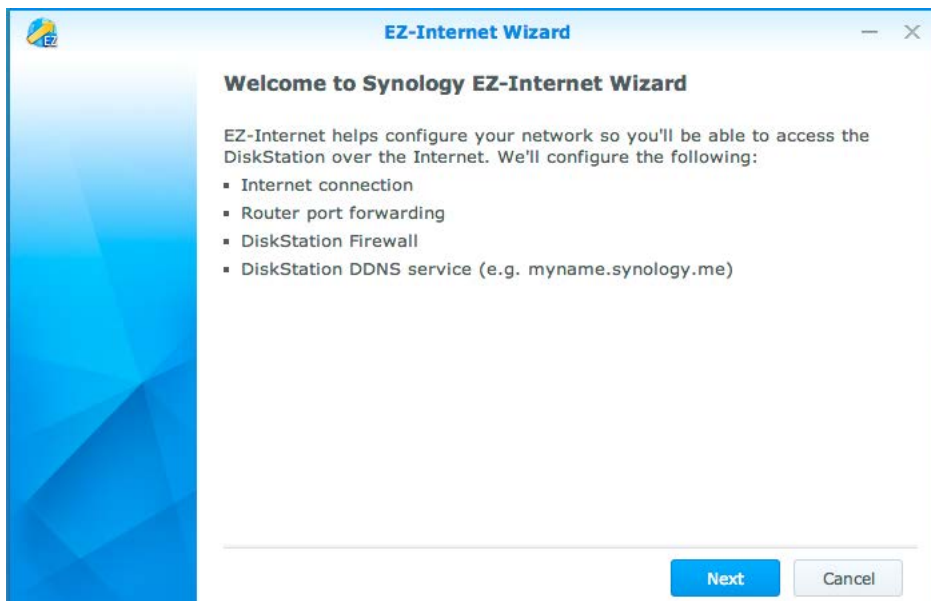 EZ
EZ-Internet Wizard
Welcome to Synology EZ-Internet Wizard
EZ-Internet helps configure your network so you'll be able to access the
DiskStation over the Internet. We'll configure the following:
▪ Internet connection
▪ Router port forwarding
▪ DiskStation Firewall
▪ DiskStation DDNS service (e.g. myname.synology.me)
Next
Cancel